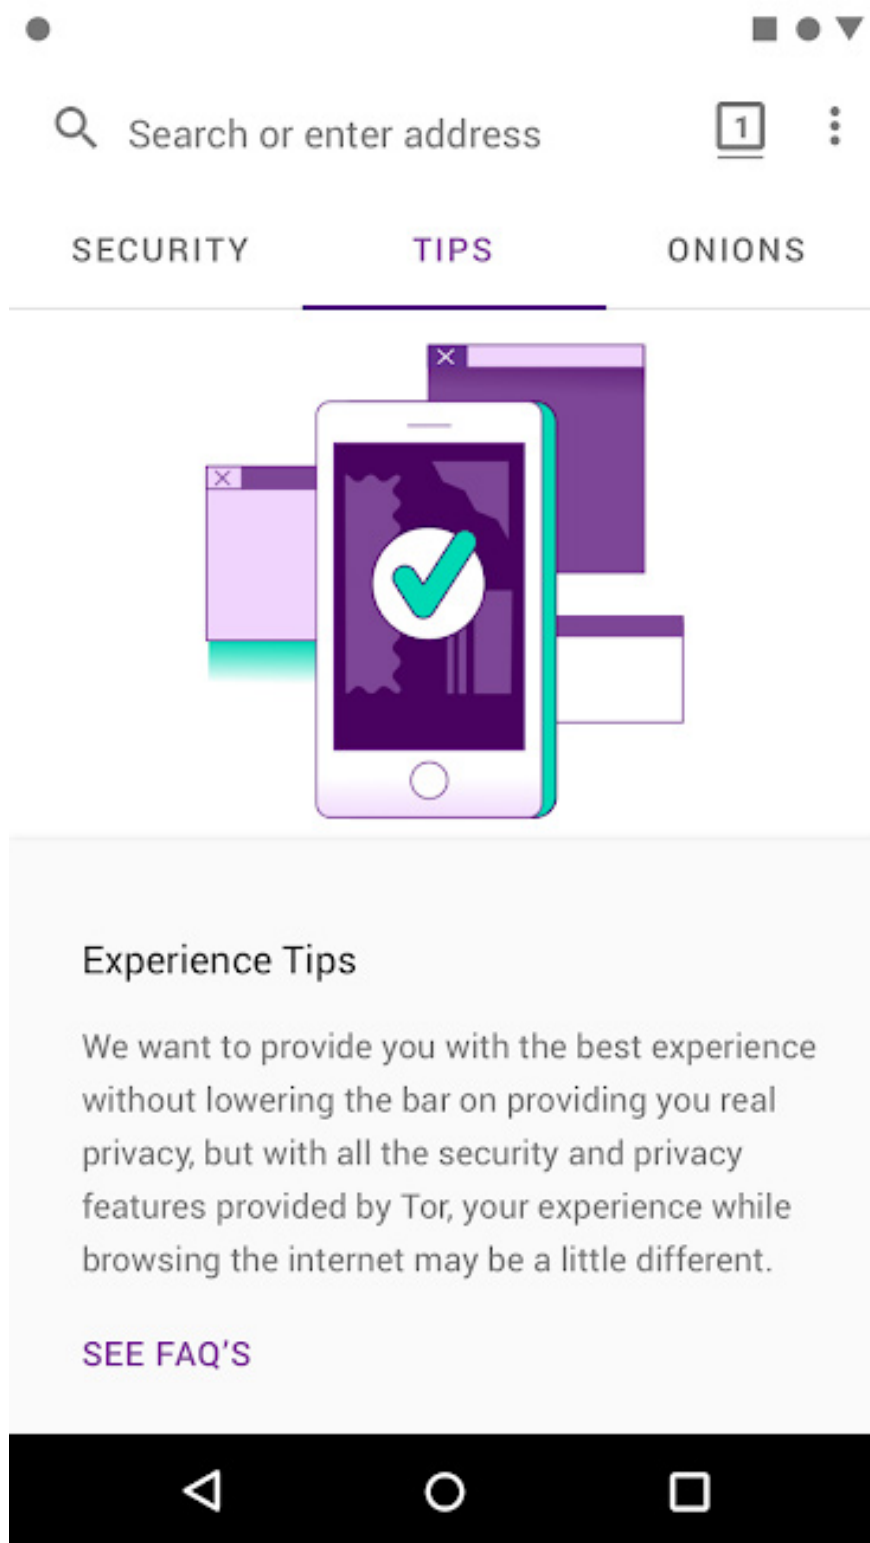 Search or enter address
1
SECURITY
TIPS
ONIONS
Experience Tips
We want to provide you with the best experience
without lowering the bar on providing you real
privacy, but with all the security and privacy
features provided by Tor, your experience while
browsing the internet may be a little different.
SEE FAQ’S